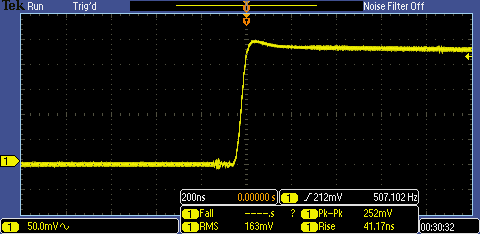 Tek Run Trig'd Noise Filter Off
1
200ns 0.00000 s 1 212mV 507.102 Hz
1 Fall ----.s ? 1 Pk-Pk 252mV
1 RMS 163mV 1 Rise 41.17ns
1 50.0mV 00:30:32